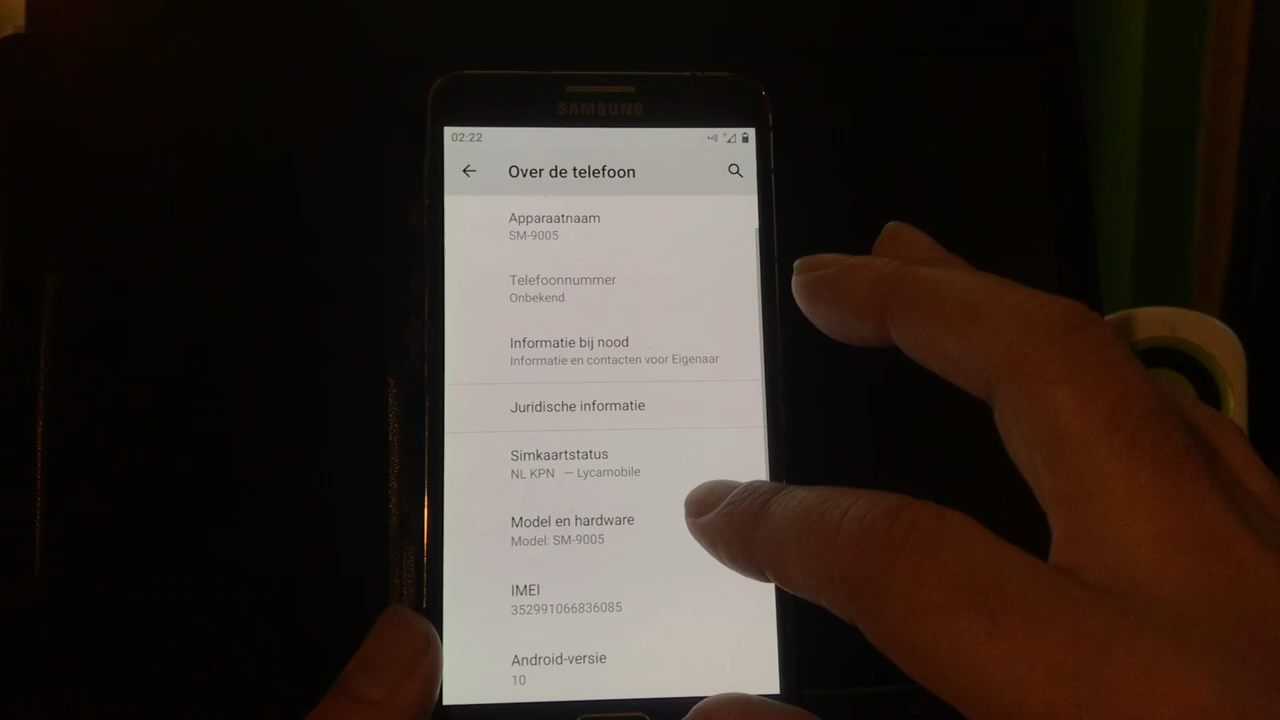 SAMSUNG
02:22
Over de telefoon
Apparaatnaam
SM-9005
Telefoonnummer
Onbekend
Informatie bij nood
Informatie en contacten voor Eigenaar
Juridische informatie
Simkaartstatus
NL KPN — Lycamobile
Model en hardware
Model: SM-9005
IMEI
352991066836085
Android-versie
10